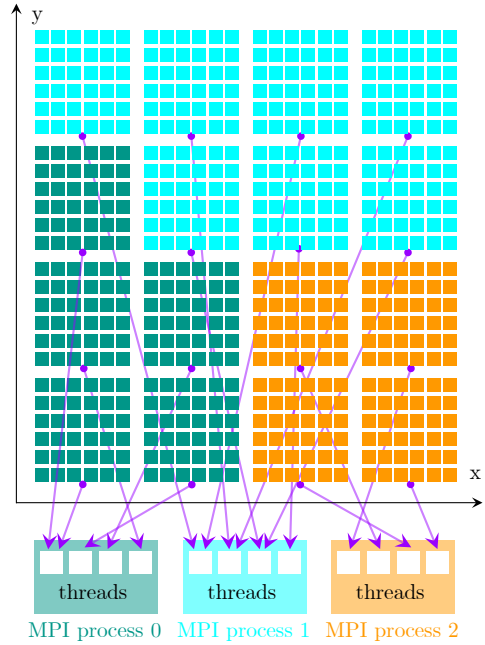 y
x
threads threads threads
MPI process 0 MPI process 1 MPI process 2